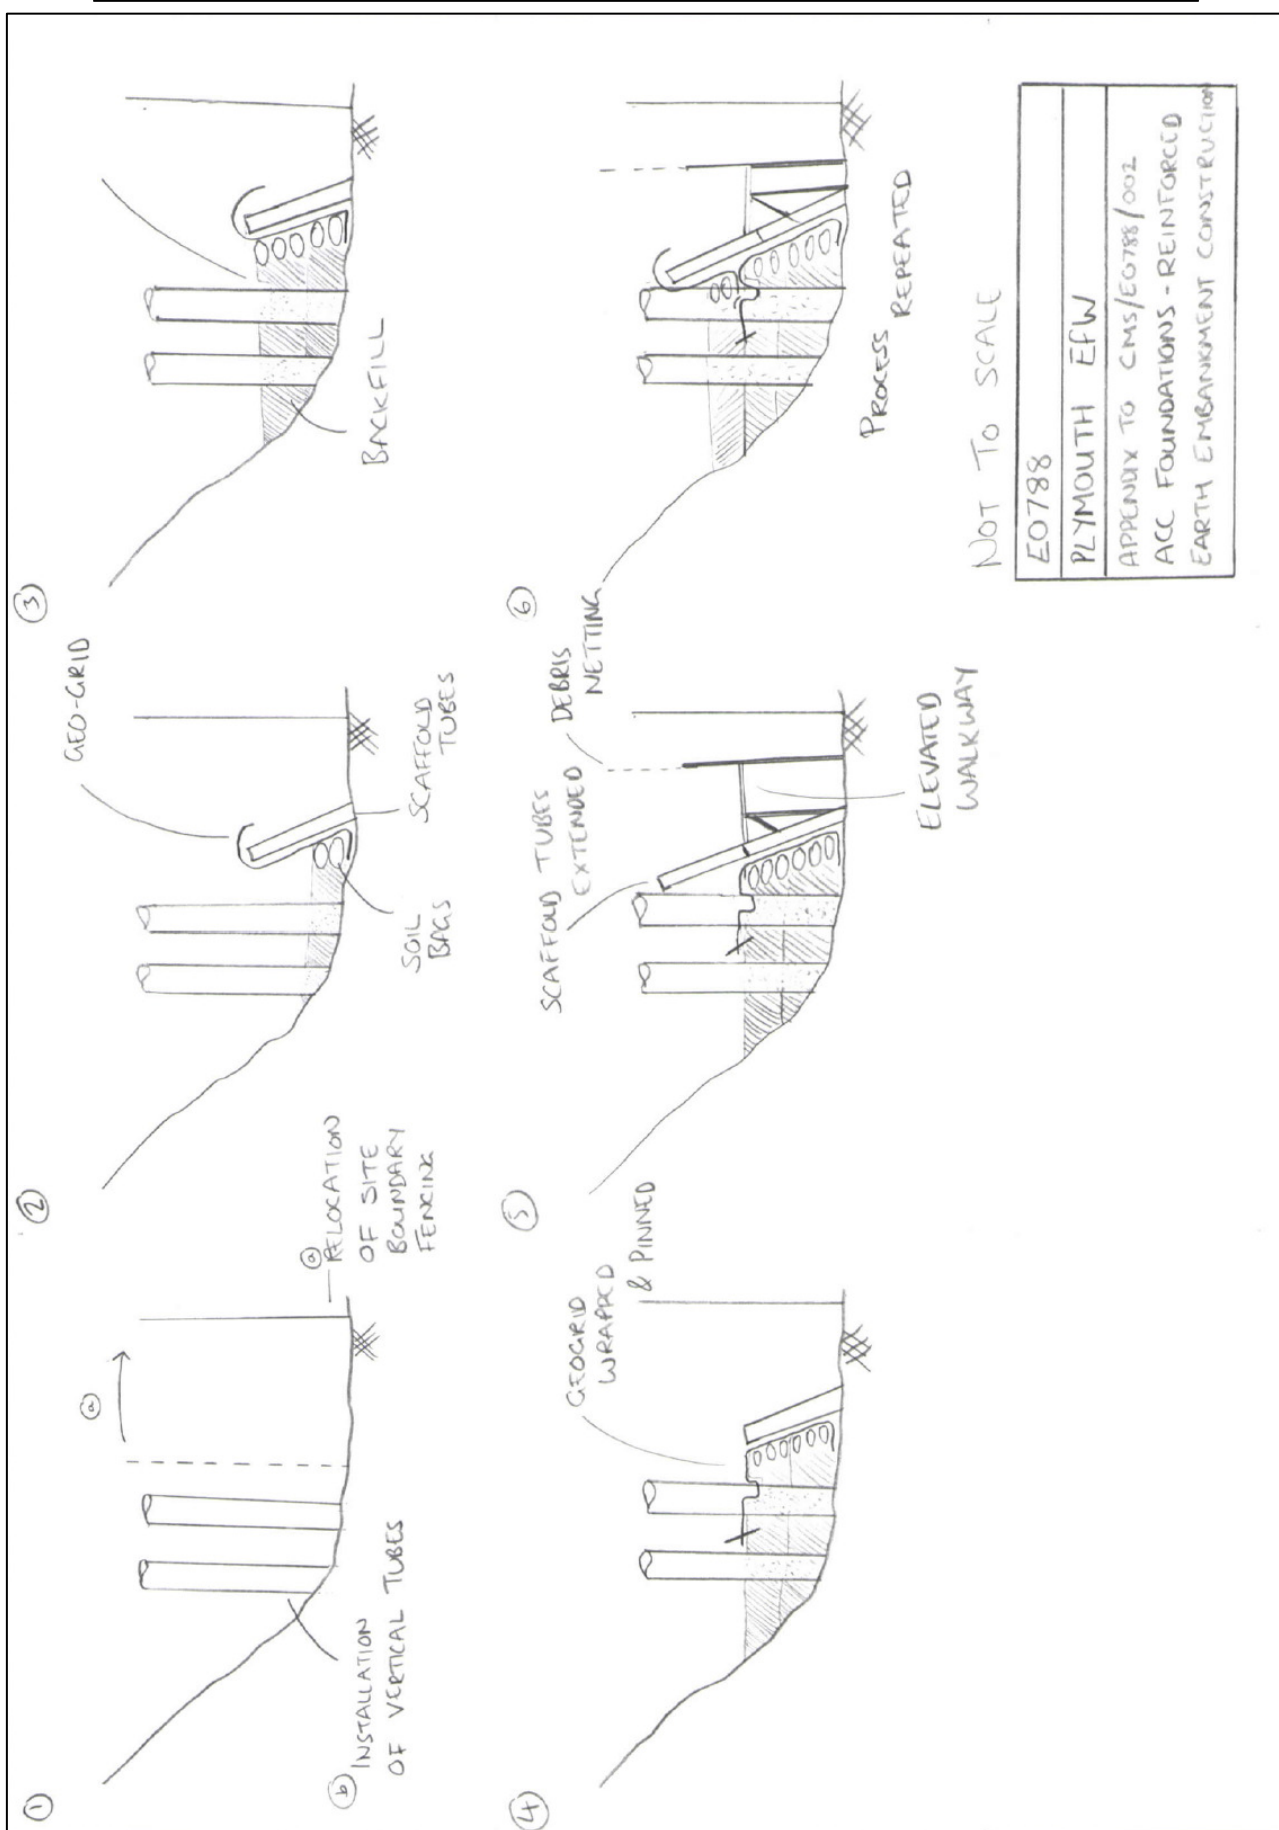 ①
ⓐ
ⓐ RELOCATION
OF SITE
BOUNDARY
FENCING
ⓑ INSTALLATION
OF VERTICAL TUBES
②
GEO-GRID
SCAFFOLD
TUBES
SOIL
BAGS
③
BACKFILL
④
GEOGRID
WRAPPED
& PINNED
⑤
SCAFFOLD TUBES
EXTENDED
DEBRIS
NETTING
ELEVATED
WALKWAY
⑥
PROCESS
REPEATED
NOT TO SCALE
E0788
PLYMOUTH EFW
APPENDIX TO CMS/E0788/002
ACC FOUNDATIONS - REINFORCED
EARTH EMBANKMENT CONSTRUCTION